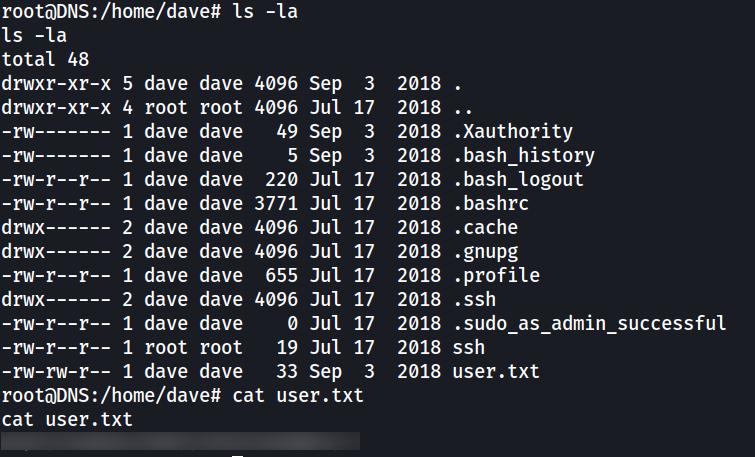 root@DNS:/home/dave# ls -la
ls -la
total 48
drwxr-xr-x 5 dave dave 4096 Sep  3  2018 .
drwxr-xr-x 4 root root 4096 Jul 17  2018 ..
-rw------- 1 dave dave   49 Sep  3  2018 .Xauthority
-rw------- 1 dave dave    5 Sep  3  2018 .bash_history
-rw-r--r-- 1 dave dave  220 Jul 17  2018 .bash_logout
-rw-r--r-- 1 dave dave 3771 Jul 17  2018 .bashrc
drwx------ 2 dave dave 4096 Jul 17  2018 .cache
drwx------ 2 dave dave 4096 Jul 17  2018 .gnupg
-rw-r--r-- 1 dave dave  655 Jul 17  2018 .profile
drwx------ 2 dave dave 4096 Jul 17  2018 .ssh
-rw-r--r-- 1 dave dave    0 Jul 17  2018 .sudo_as_admin_successful
-rw-r--r-- 1 root root   19 Jul 17  2018 ssh
-rw-rw-r-- 1 dave dave   33 Sep  3  2018 user.txt
root@DNS:/home/dave# cat user.txt
cat user.txt